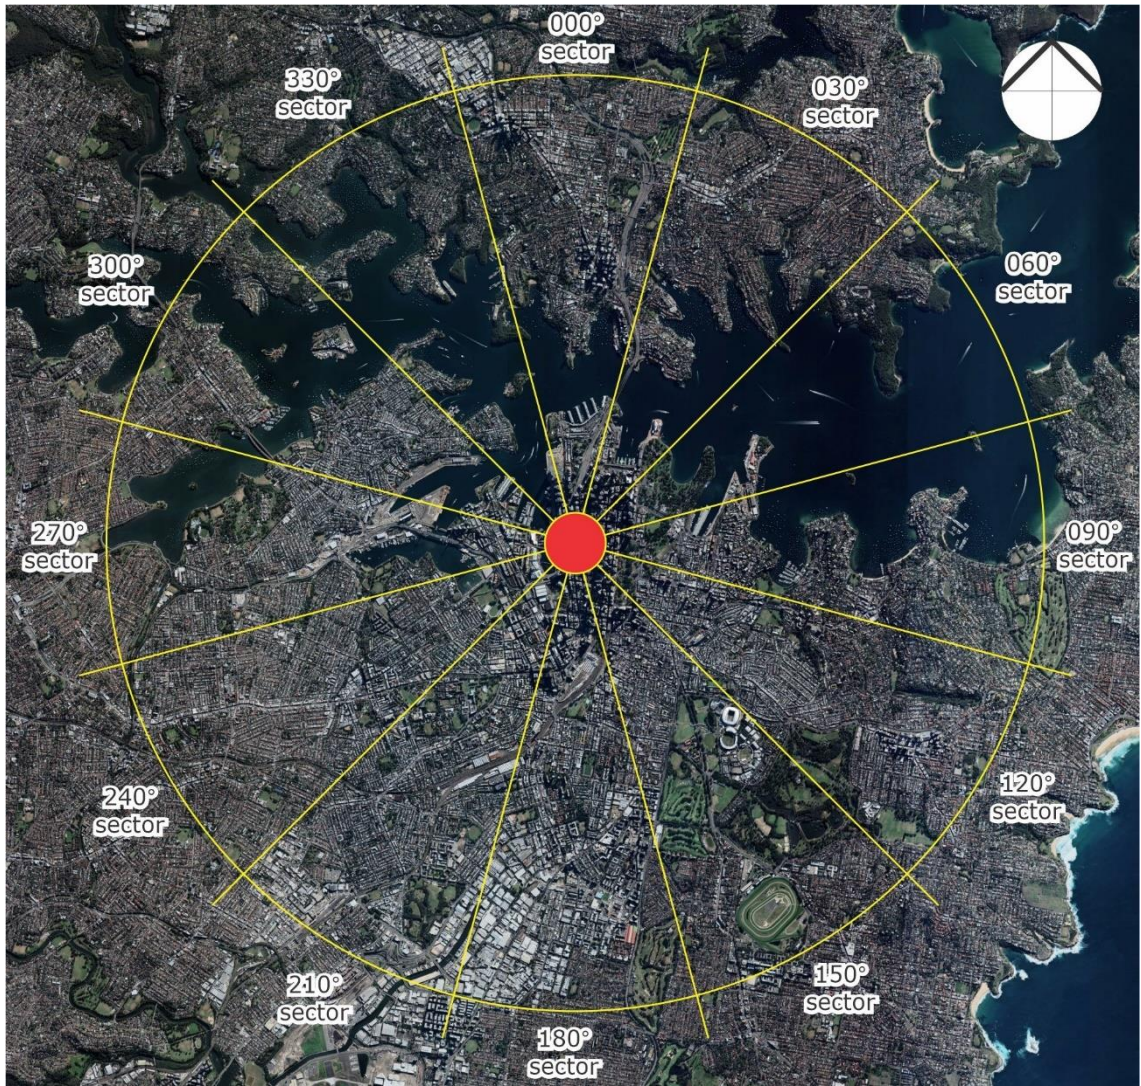 000°
sector
030°
sector
060°
sector
090°
sector
120°
sector
150°
sector
180°
sector
210°
sector
240°
sector
270°
sector
300°
sector
330°
sector